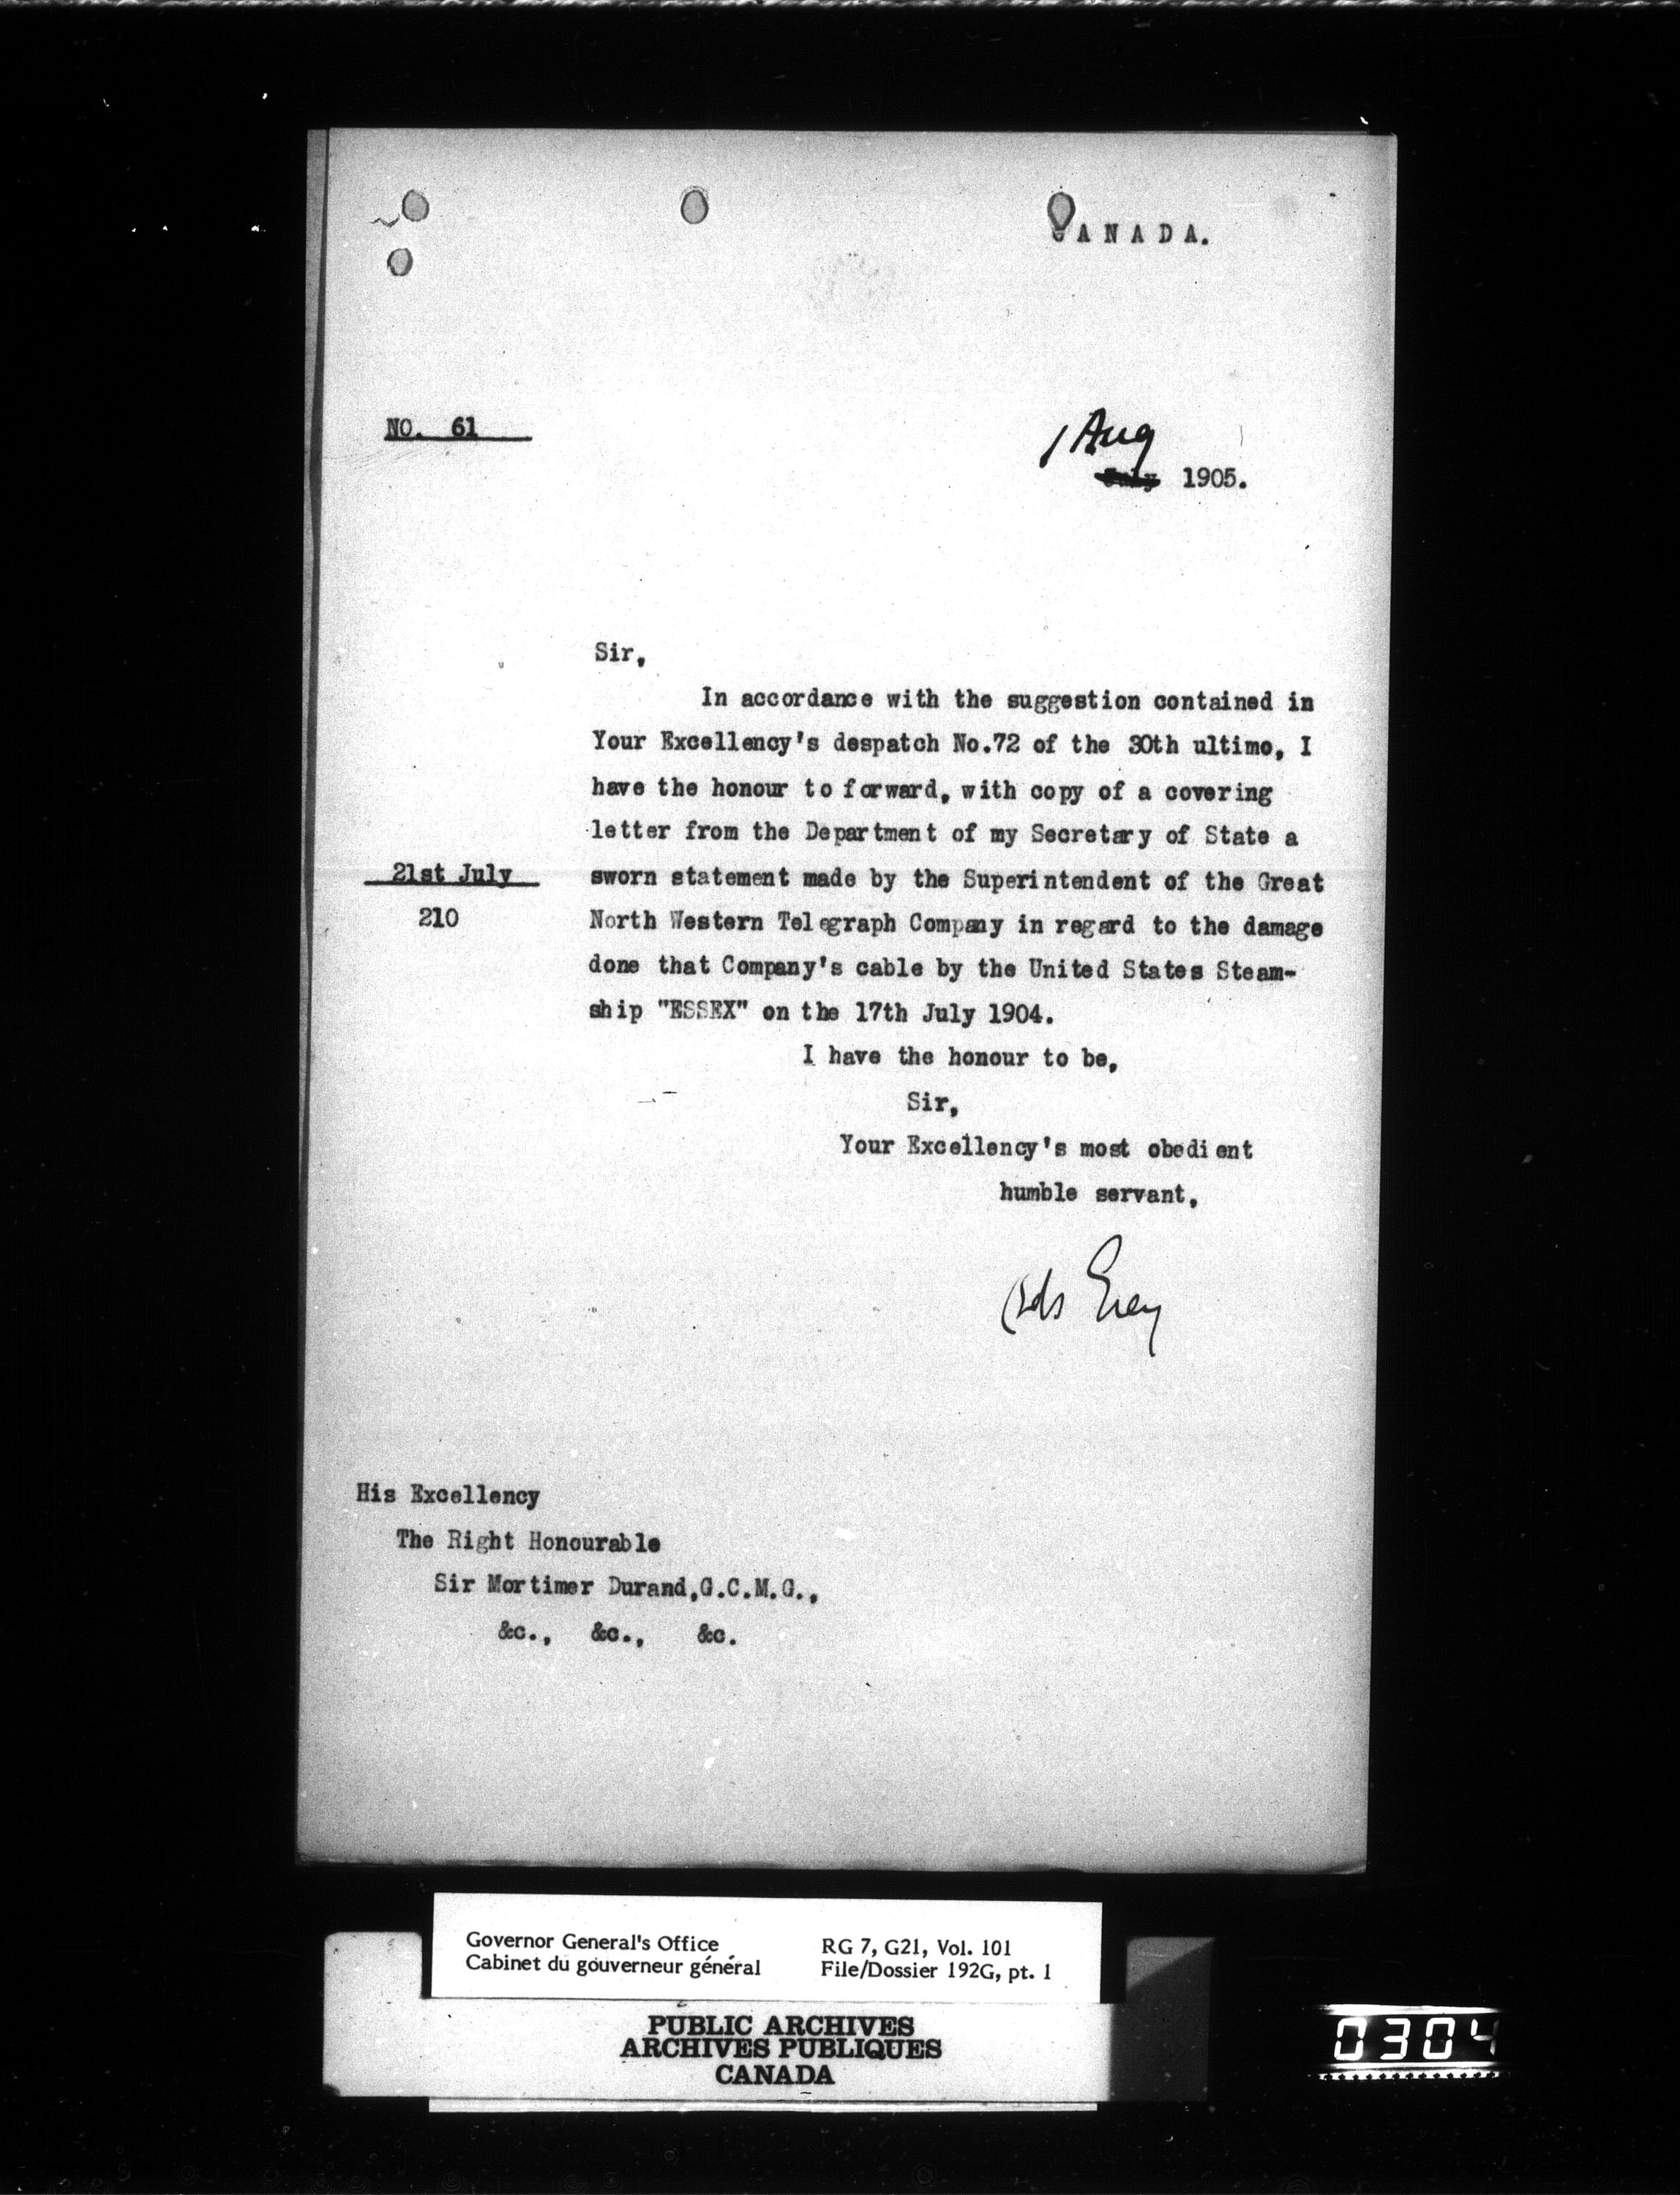 CANADA.
NO. 61
1 Aug
July 1905.
Sir,
In accordance with the suggestion contained in
Your Excellency's despatch No.72 of the 30th ultimo, I
have the honour to forward, with copy of a covering
letter from the Department of my Secretary of State a
21st July
sworn statement made by the Superintendent of the Great
210
North Western Telegraph Company in regard to the damage
done that Company's cable by the United States Steam-
ship "ESSEX" on the 17th July 1904.
I have the honour to be,
Sir,
Your Excellency's most obedient
humble servant,
Grey
His Excellency
The Right Honourable
Sir Mortimer Durand,G.C.M.G.,
&c., &c., &c.
Governor General's Office
Cabinet du gouverneur général
RG 7, G21, Vol. 101
File/Dossier 192G, pt. 1
PUBLIC ARCHIVES
ARCHIVES PUBLIQUES
CANADA
0304